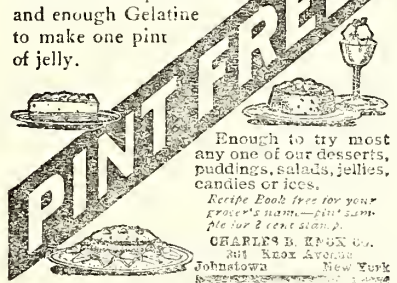 and enough Gelatine
to make one pint
of jelly.
PINT FREE
Enough to try most
any one of our desserts,
puddings, salads, jellies,
candies or ices.
Recipe Book free for your
grocer's name—pint sam-
ple for 2 cent stamp.
CHARLES B. KNOX CO.
Knox Avenue
Johnstown New York